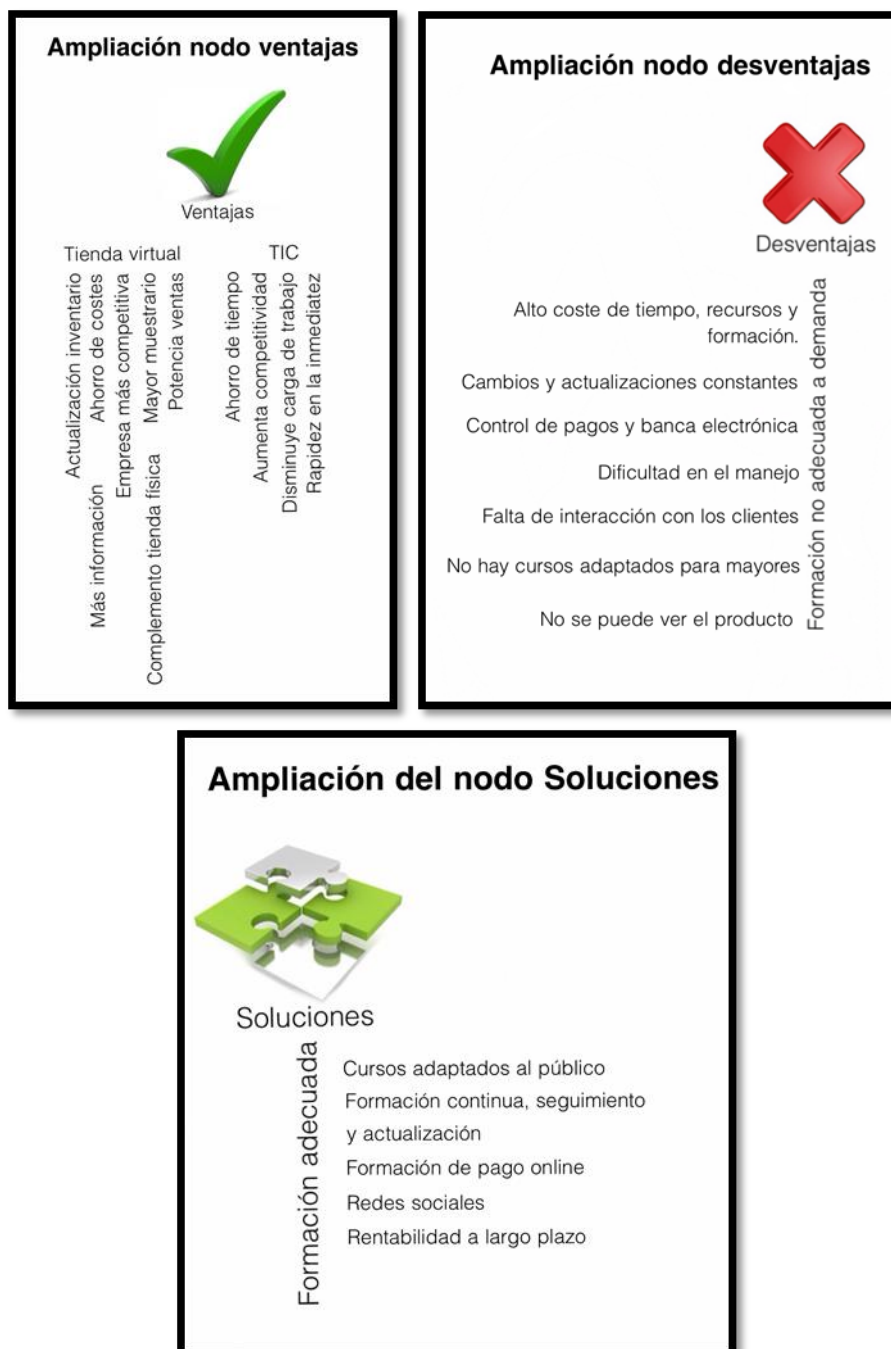 Ampliación nodo ventajas
Ventajas
Tienda virtual
Actualización inventario
Más información
Ahorro de costes
Empresa más competitiva
Complemento tienda física
Mayor muestrario
Potencia ventas
TIC
Ahorro de tiempo
Aumenta competitividad
Disminuye carga de trabajo
Rapidez en la inmediatez
Ampliación nodo desventajas
Desventajas
Formación no adecuada a demanda
Alto coste de tiempo, recursos y
formación.
Cambios y actualizaciones constantes
Control de pagos y banca electrónica
Dificultad en el manejo
Falta de interacción con los clientes
No hay cursos adaptados para mayores
No se puede ver el producto
Ampliación del nodo Soluciones
Soluciones
Formación adecuada
Cursos adaptados al público
Formación continua, seguimiento
y actualización
Formación de pago online
Redes sociales
Rentabilidad a largo plazo